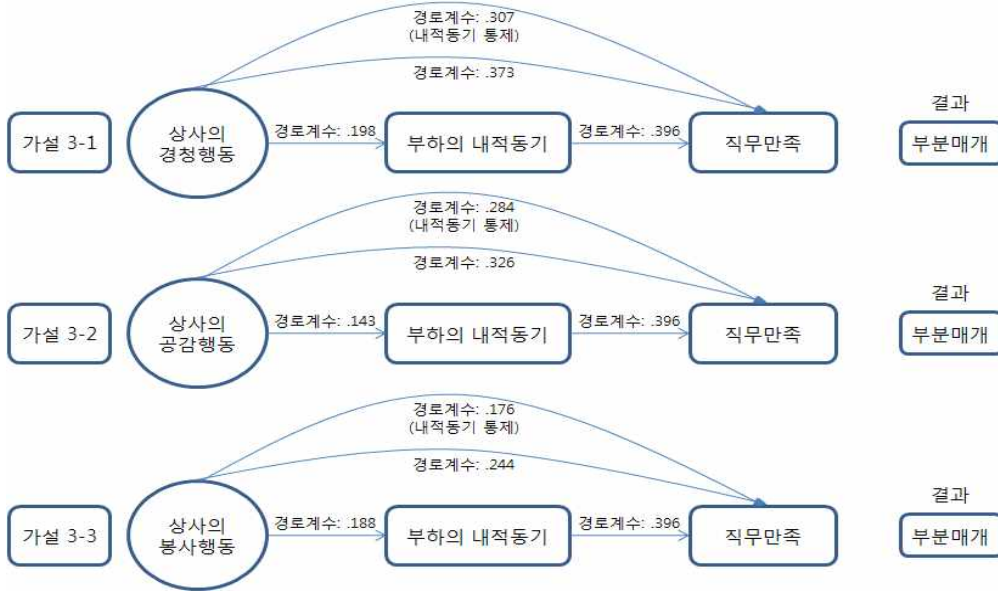 경로계수: .307
(내적동기 통제)
경로계수: .373
가설 3-1
상사의
경청행동
경로계수: .198
부하의 내적동기
경로계수: .396
직무만족
결과
부분매개
경로계수: .284
(내적동기 통제)
경로계수: .326
가설 3-2
상사의
공감행동
경로계수: .143
부하의 내적동기
경로계수: .396
직무만족
결과
부분매개
경로계수: .176
(내적동기 통제)
경로계수: .244
가설 3-3
상사의
봉사행동
경로계수: .188
부하의 내적동기
경로계수: .396
직무만족
결과
부분매개